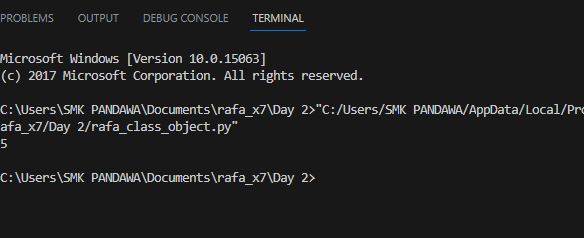 PROBLEMS OUTPUT DEBUG CONSOLE TERMINAL
Microsoft Windows [Version 10.0.15063]
(c) 2017 Microsoft Corporation. All rights reserved.
C:\Users\SMK PANDAWA\Documents\rafa_x7\Day 2>"C:/Users/SMK PANDAWA/AppData/Local/Pro
afa_x7/Day 2/rafa_class_object.py"
5
C:\Users\SMK PANDAWA\Documents\rafa_x7\Day 2>